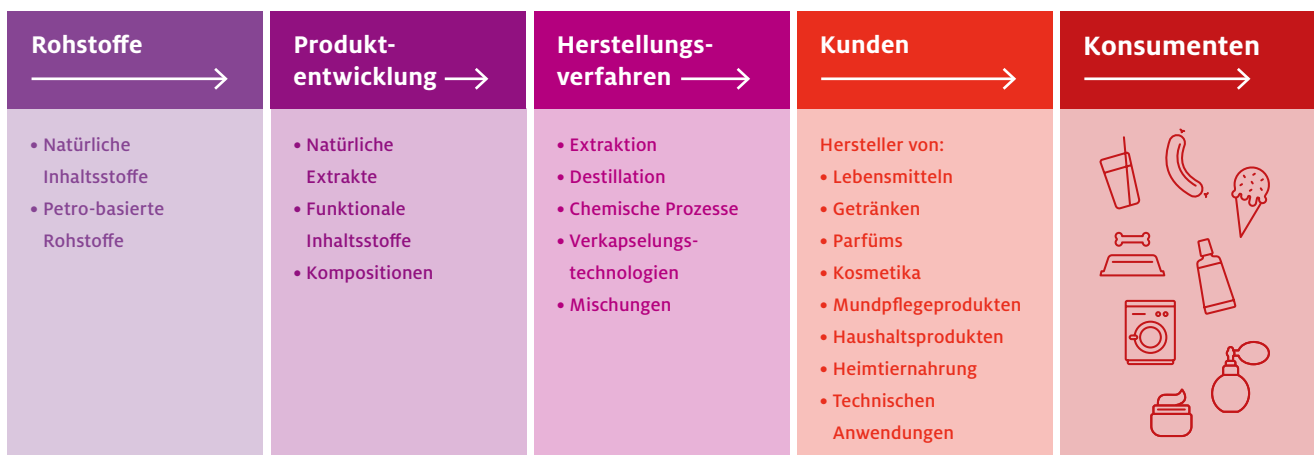 Rohstoffe
• Natürliche
Inhaltsstoffe
• Petro-basierte
Rohstoffe
Produkt-
entwicklung
• Natürliche
Extrakte
• Funktionale
Inhaltsstoffe
• Kompositionen
Herstellungs-
verfahren
• Extraktion
• Destillation
• Chemische Prozesse
• Verkapselungs-
technologien
• Mischungen
Kunden
Hersteller von:
• Lebensmitteln
• Getränken
• Parfüms
• Kosmetika
• Mundpflegeprodukten
• Haushaltsprodukten
• Heimtiernahrung
• Technischen
Anwendungen
Konsumenten